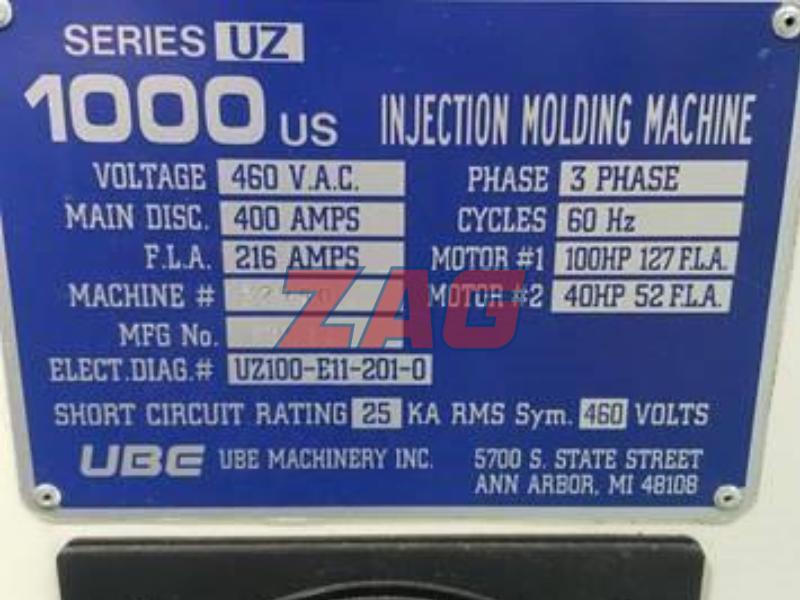 SERIES UZ
1000 US INJECTION MOLDING MACHINE
VOLTAGE 460 V.A.C. PHASE 3 PHASE
MAIN DISC. 400 AMPS CYCLES 60 Hz
F.L.A. 216 AMPS MOTOR #1 100HP 127 F.L.A.
MACHINE # MOTOR #2 40HP 52 F.L.A.
ZAG
MFG No.
ELECT.DIAG.# UZ100-E11-201-0
SHORT CIRCUIT RATING 25 KA RMS Sym. 460 VOLTS
UBE UBE MACHINERY INC. 5700 S. STATE STREET
ANN ARBOR, MI 48108